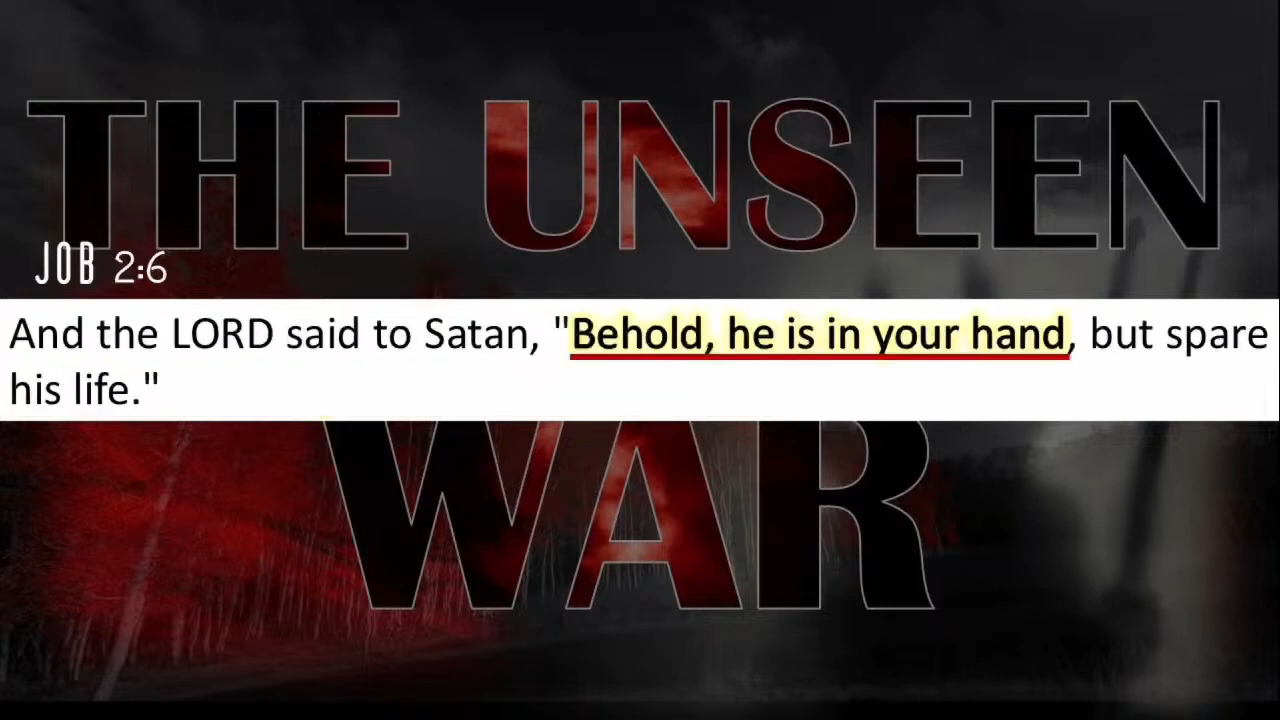 THE UNSEEN
JOB 2:6
And the LORD said to Satan, "Behold, he is in your hand, but spare
his life."
WAR